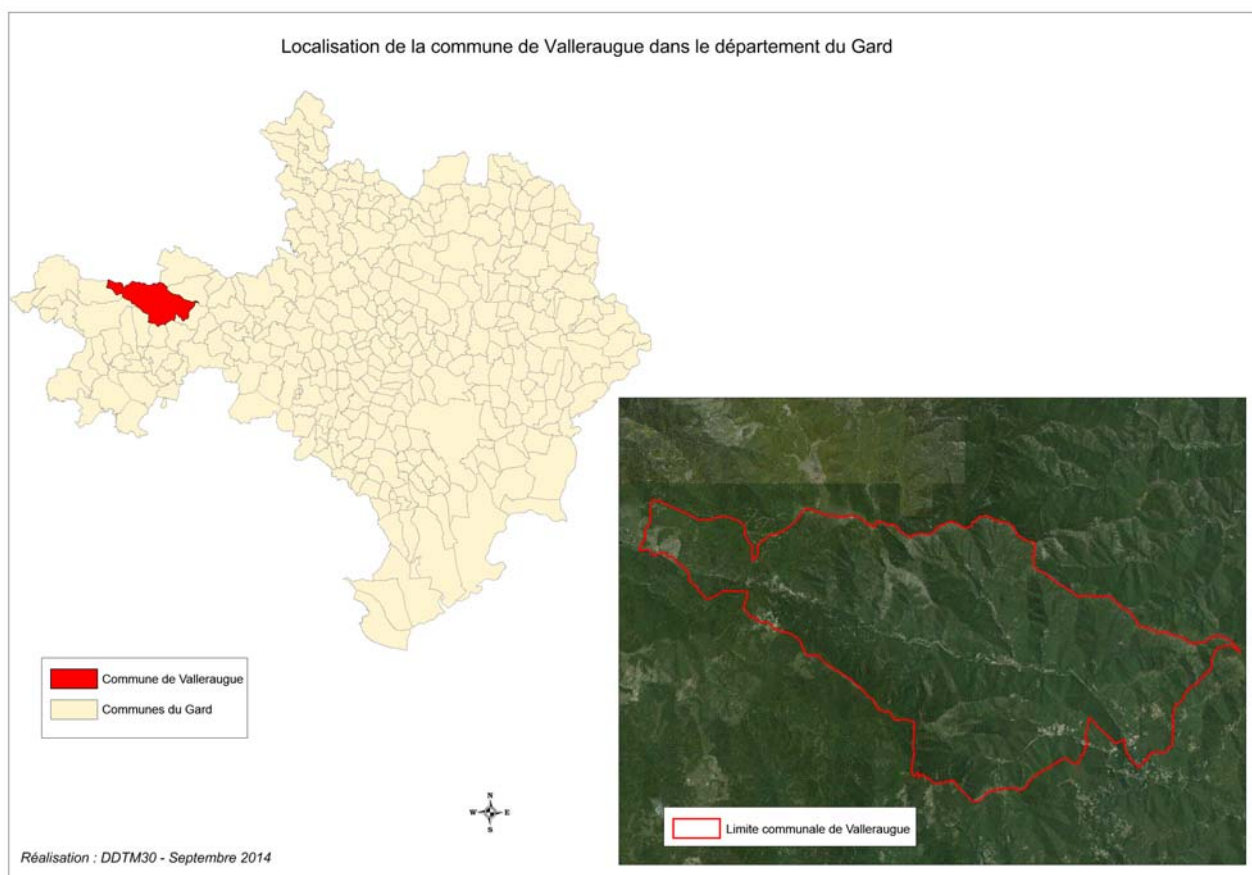 Localisation de la commune de Valleraugue dans le département du Gard
Commune de Valleraugue
Communes du Gard
N
W E
S
Limite communale de Valleraugue
Réalisation : DDTM30 - Septembre 2014